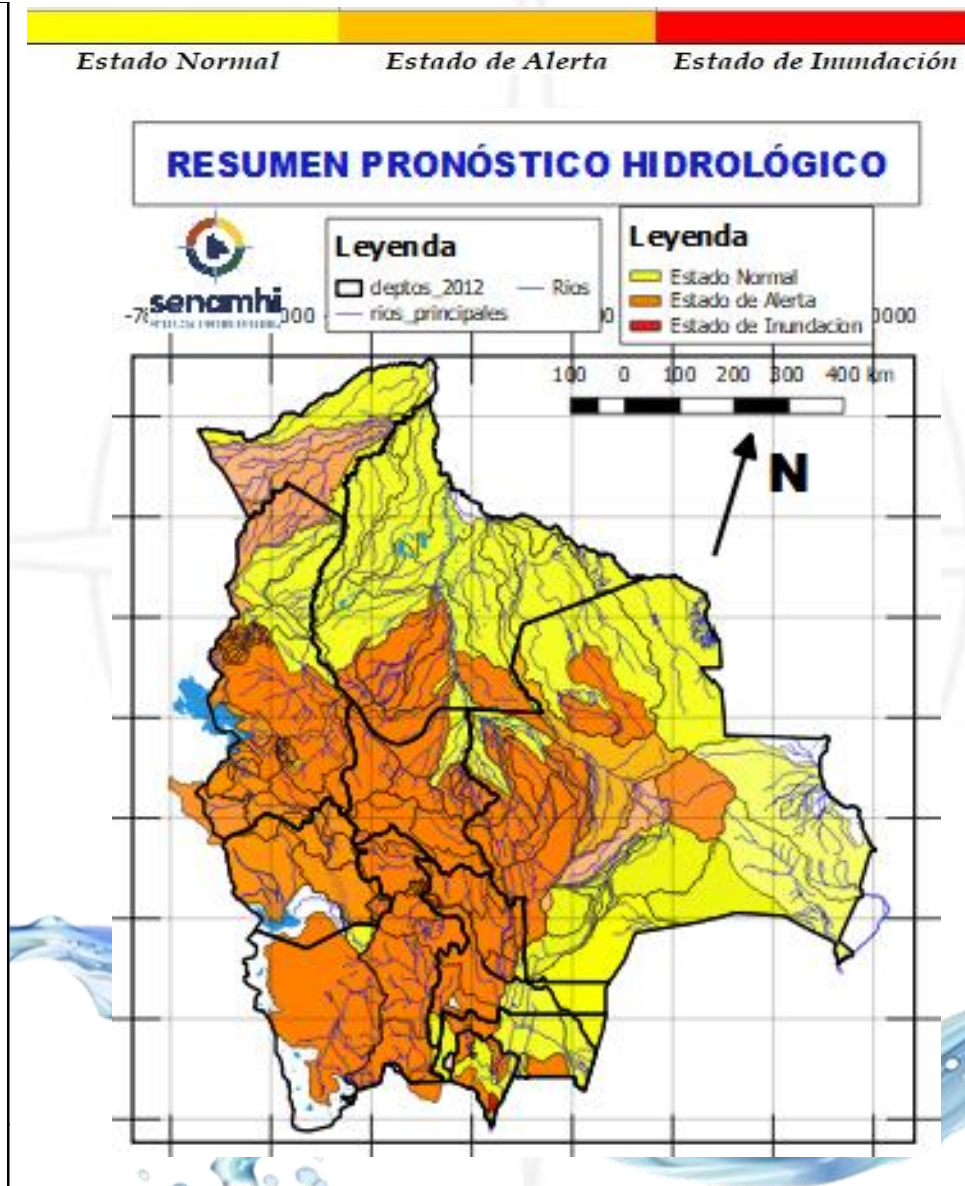 Estado Normal Estado de Alerta Estado de Inundación
RESUMEN PRONÓSTICO HIDROLÓGICO
senamhi
Leyenda
deptos_2012 Rios
rios_principales
Leyenda
Estado Normal
Estado de Alerta
Estado de Inundacion
100 0 100 200 300 400 km
N